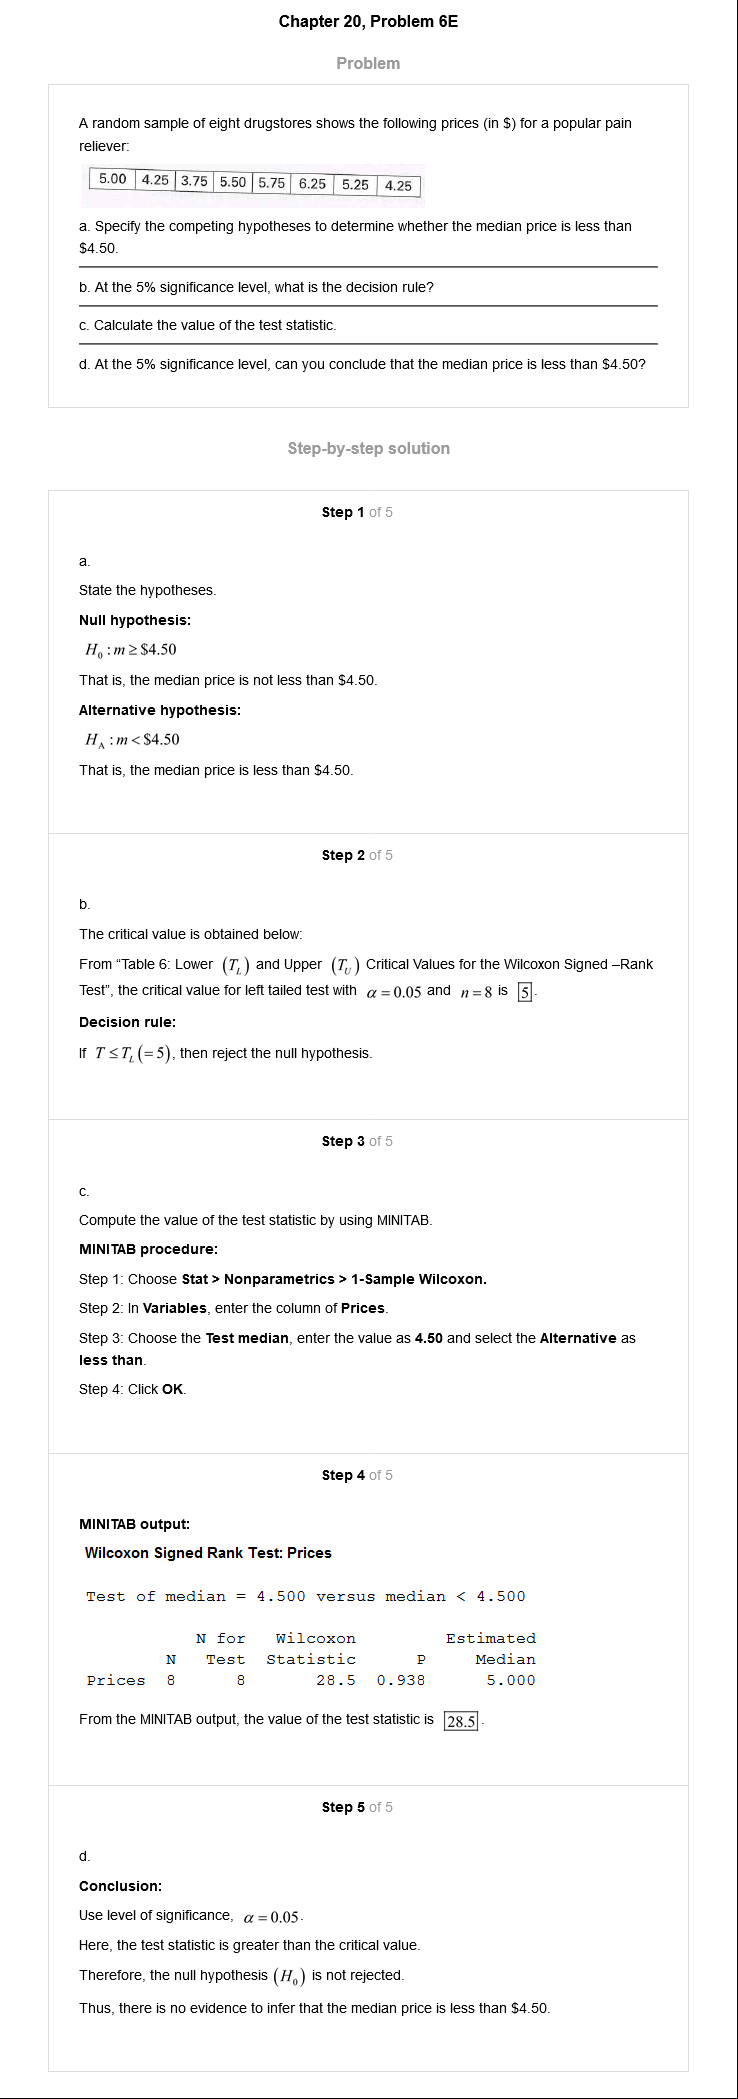 Chapter 20, Problem 6E
Problem
A random sample of eight drugstores shows the following prices (in $) for a popular pain
reliever:
5.00 4.25 3.75 5.50 5.75 6.25 5.25 4.25
a. Specify the competing hypotheses to determine whether the median price is less than
$4.50.
b. At the 5% significance level, what is the decision rule?
c. Calculate the value of the test statistic.
d. At the 5% significance level, can you conclude that the median price is less than $4.50?
Step-by-step solution
Step 1 of 5
a.
State the hypotheses.
Null hypothesis:
H₀ : m ≥ $4.50
That is, the median price is not less than $4.50.
Alternative hypothesis:
H_A : m < $4.50
That is, the median price is less than $4.50.
Step 2 of 5
b.
The critical value is obtained below:
From “Table 6: Lower (T_L) and Upper (T_U) Critical Values for the Wilcoxon Signed –Rank
Test”, the critical value for left tailed test with α = 0.05 and n = 8 is 5.
Decision rule:
If T ≤ T_L (= 5), then reject the null hypothesis.
Step 3 of 5
c.
Compute the value of the test statistic by using MINITAB.
MINITAB procedure:
Step 1: Choose Stat > Nonparametrics > 1-Sample Wilcoxon.
Step 2: In Variables, enter the column of Prices.
Step 3: Choose the Test median, enter the value as 4.50 and select the Alternative as
less than.
Step 4: Click OK.
Step 4 of 5
MINITAB output:
Wilcoxon Signed Rank Test: Prices
Test of median = 4.500 versus median < 4.500
N for Wilcoxon Estimated
N Test Statistic P Median
Prices 8 8 28.5 0.938 5.000
From the MINITAB output, the value of the test statistic is 28.5.
Step 5 of 5
d.
Conclusion:
Use level of significance, α = 0.05.
Here, the test statistic is greater than the critical value.
Therefore, the null hypothesis (H₀) is not rejected.
Thus, there is no evidence to infer that the median price is less than $4.50.